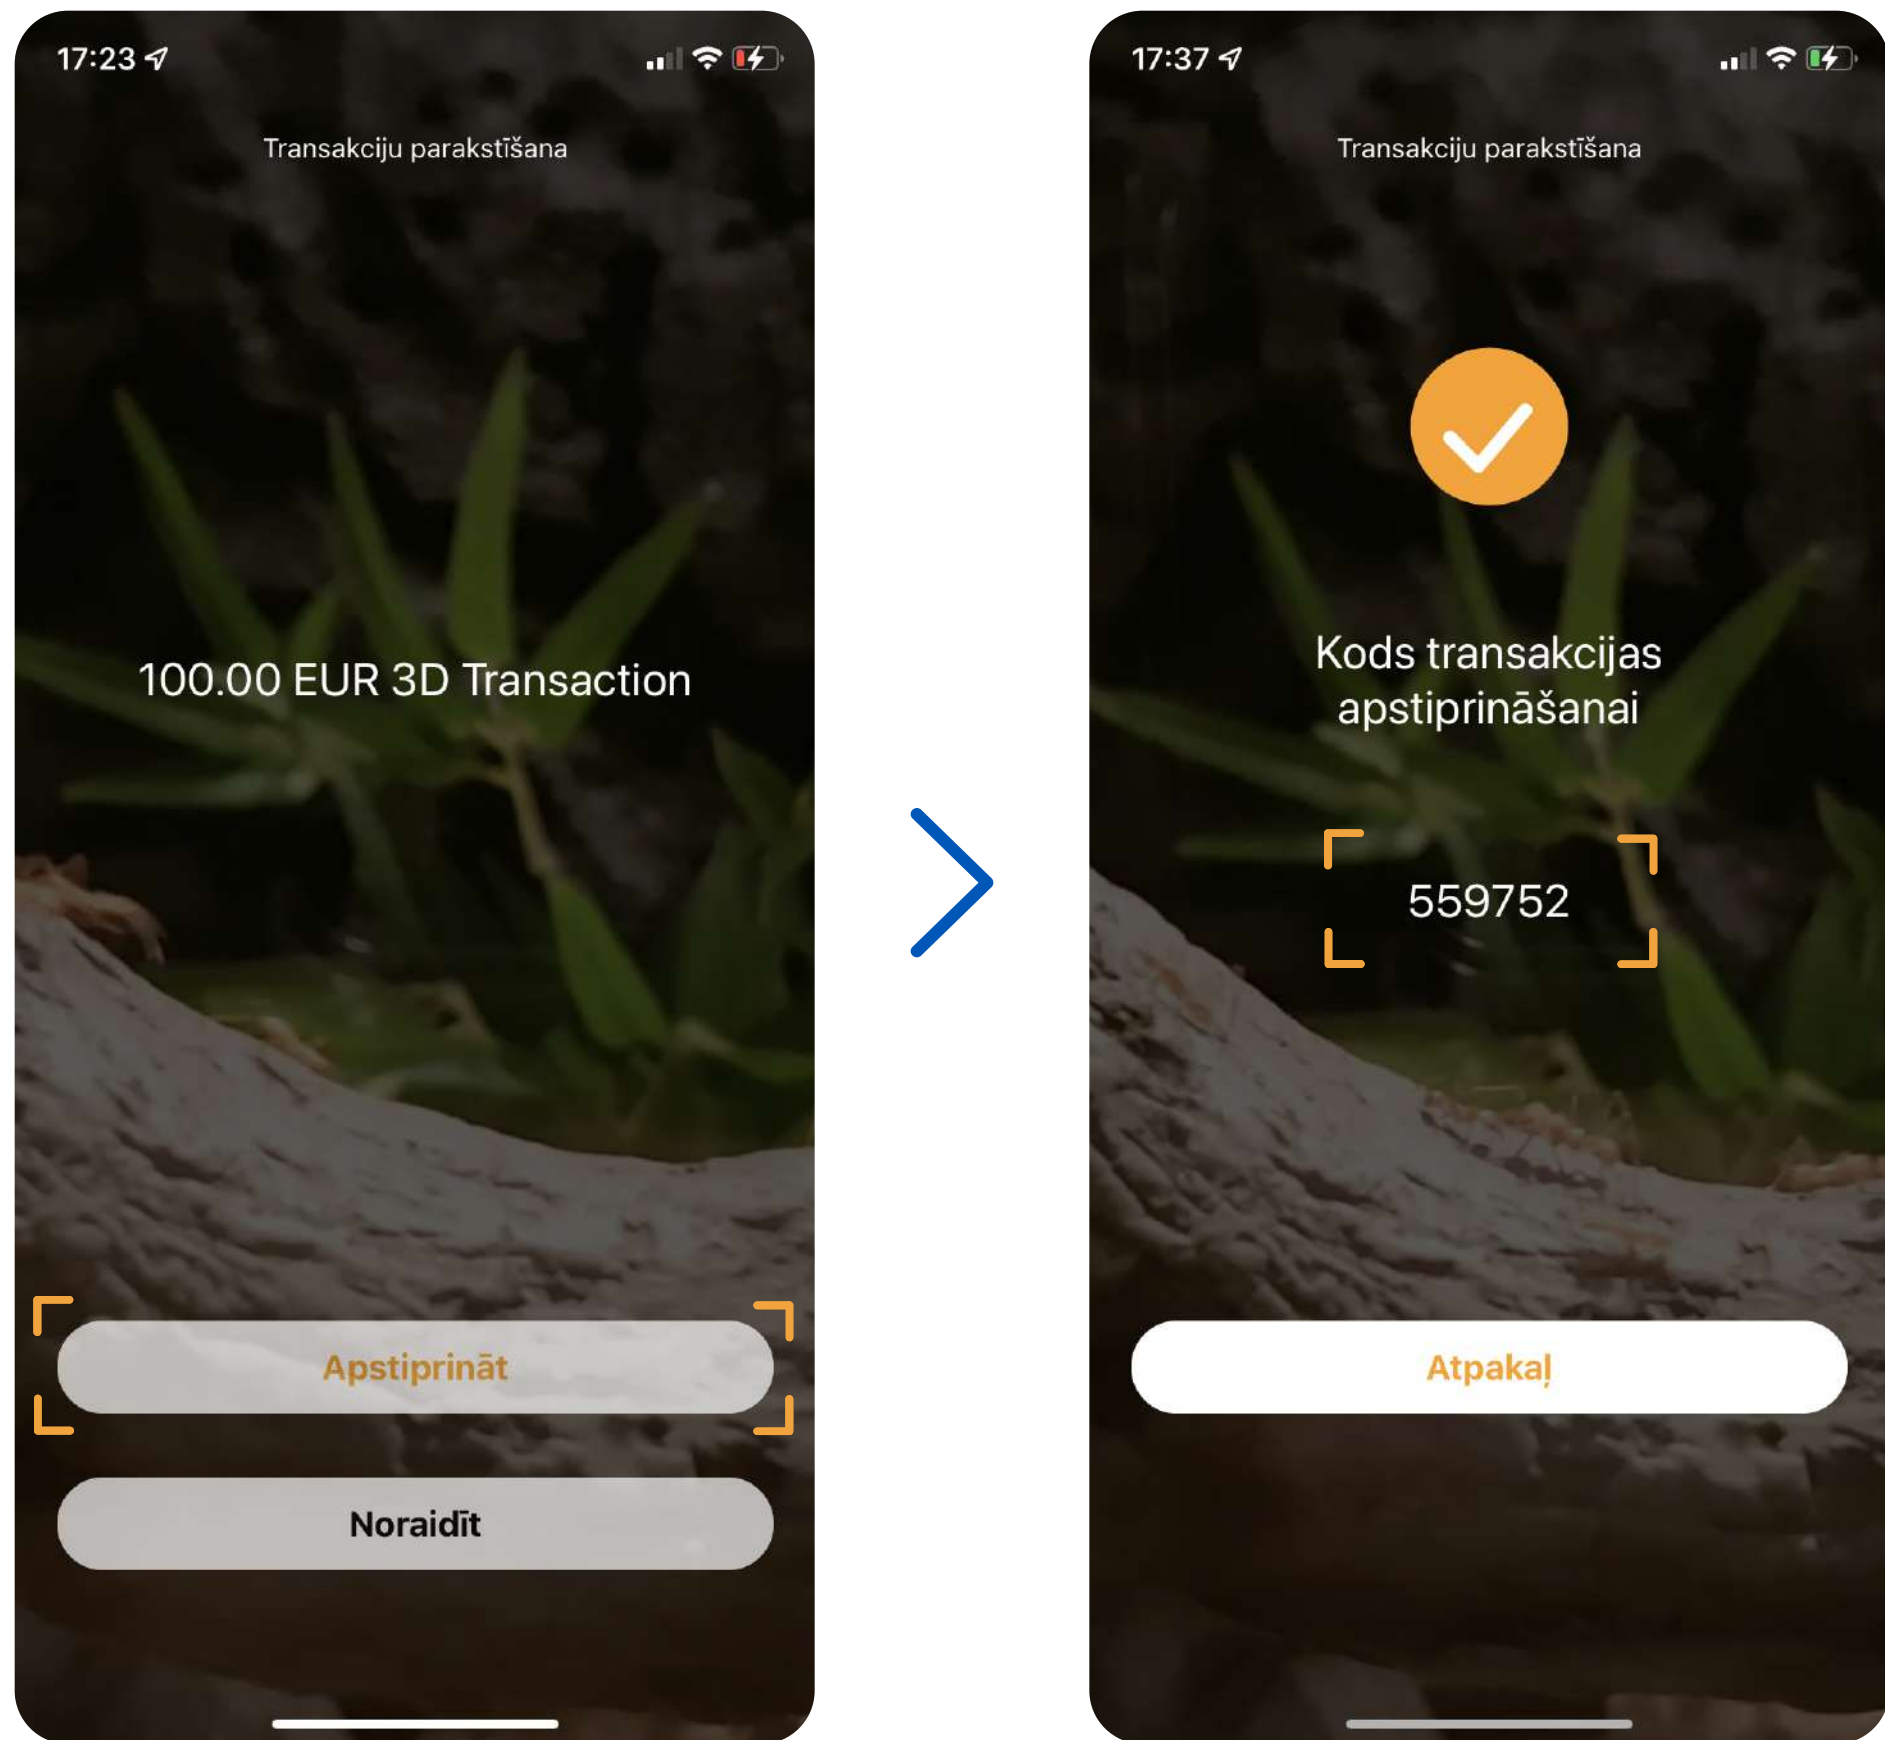 17:23
Transakciju parakstīšana
100.00 EUR 3D Transaction
Apstiprināt
Noraidīt
17:37
Transakciju parakstīšana
Kods transakcijas
apstiprināšanai
559752
Atpakaļ